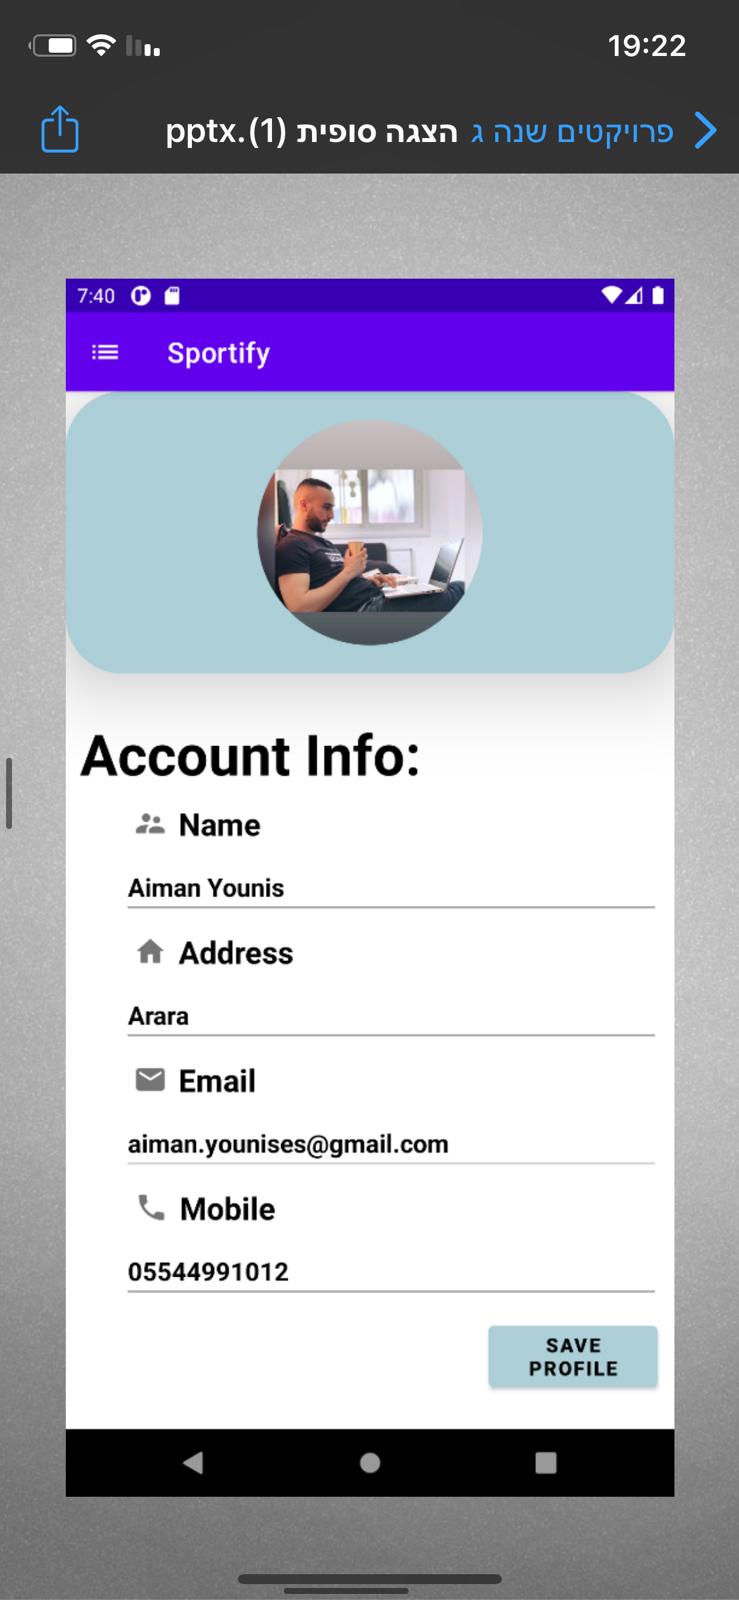 19:22
פרויקטים שנה ג הצגה סופית (1).pptx
7:40
Sportify
Account Info:
Name
Aiman Younis
Address
Arara
Email
aiman.younises@gmail.com
Mobile
05544991012
SAVE
PROFILE